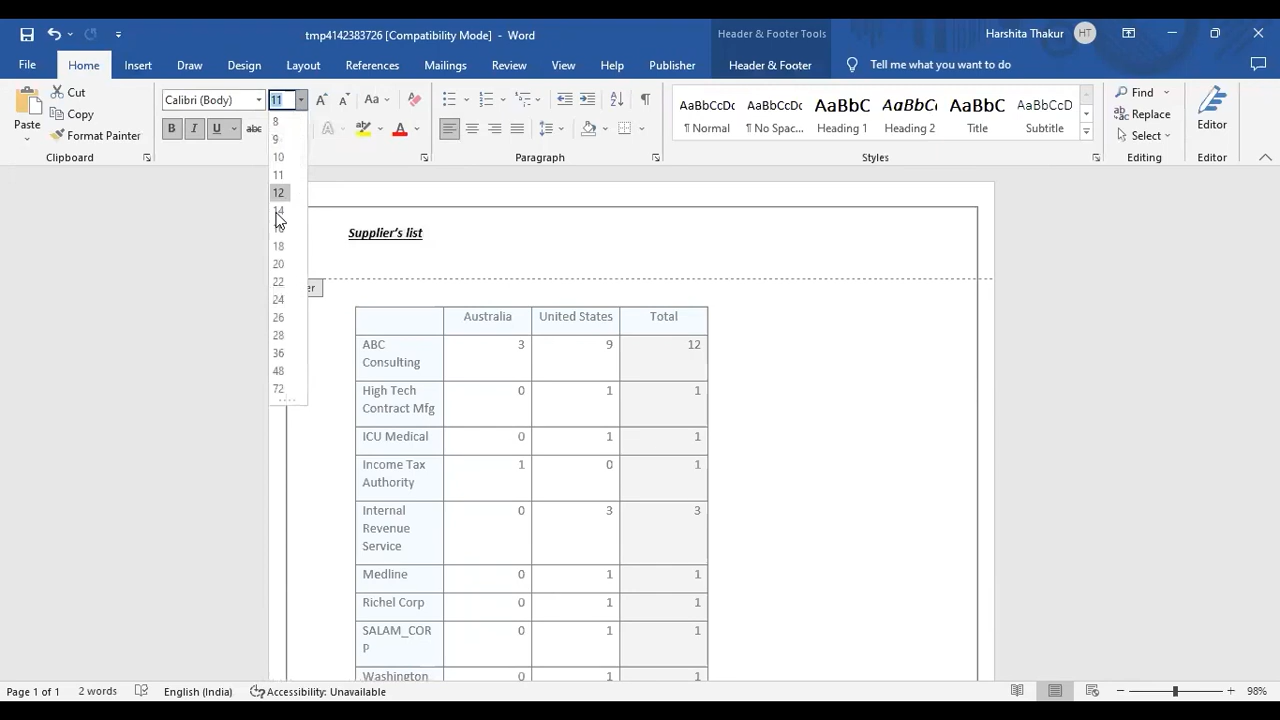 tmp4142383726 [Compatibility Mode] - Word
Header & Footer Tools
Harshita Thakur
HT
File
Home
Insert
Draw
Design
Layout
References
Mailings
Review
View
Help
Publisher
Header & Footer
Tell me what you want to do
Paste
Cut
Copy
Format Painter
Clipboard
Calibri (Body)
11
Aa
B
I
U
abc
A
A
Paragraph
AaBbCcDc
¶ Normal
AaBbCcDc
¶ No Spac...
AaBbC
Heading 1
AaBbCc
Heading 2
AaBbC
Title
AaBbCcD
Subtitle
Styles
Find
Replace
Select
Editing
Editor
Editor
8
9
10
11
12
14
18
20
22
24
26
28
36
48
72
Supplier's list
Australia United States Total
ABC Consulting 3 9 12
High Tech Contract Mfg 0 1 1
ICU Medical 0 1 1
Income Tax Authority 1 0 1
Internal Revenue Service 0 3 3
Medline 0 1 1
Richel Corp 0 1 1
SALAM_CORP 0 1 1
Washington 0 1 1
Page 1 of 1
2 words
English (India)
Accessibility: Unavailable
98%